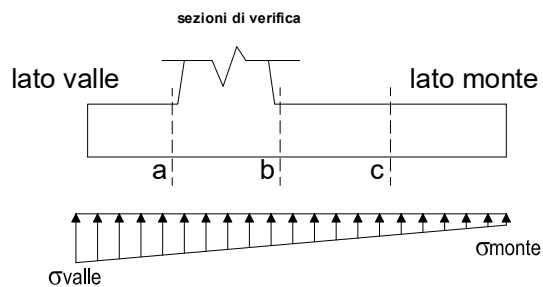 sezioni di verifica
lato valle
lato monte
a
b
c
σvalle
σmonte